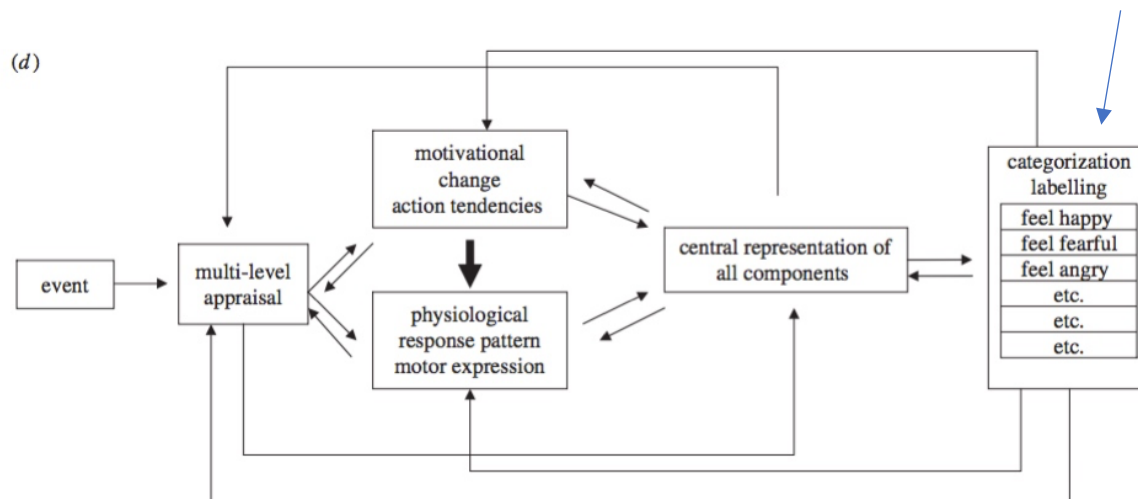 (d)
motivational
change
action tendencies
categorization
labelling
feel happy
feel fearful
feel angry
etc.
etc.
etc.
event
multi-level
appraisal
central representation of
all components
physiological
response pattern
motor expression